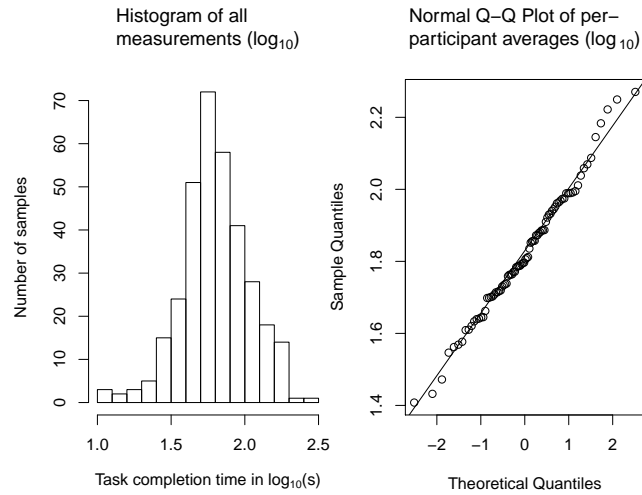 Histogram of all
measurements (log10)
Number of samples
0
10
20
30
40
50
60
70
1.0
1.5
2.0
2.5
Task completion time in log10(s)
Normal Q−Q Plot of per−
participant averages (log10)
Sample Quantiles
1.4
1.6
1.8
2.0
2.2
−2
−1
0
1
2
Theoretical Quantiles